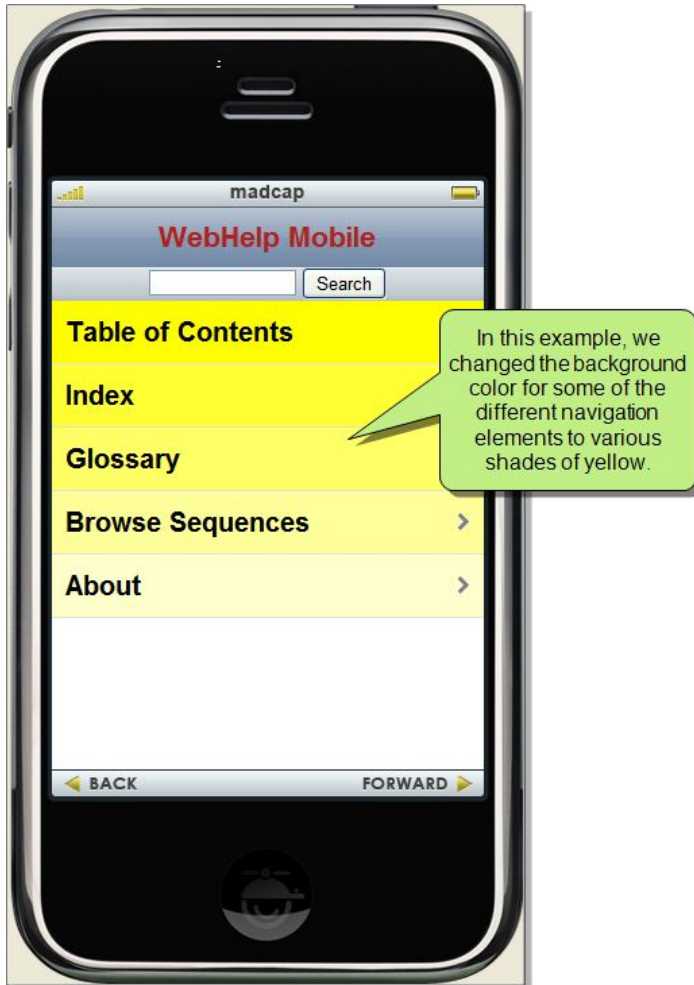 madcap
WebHelp Mobile
Search
Table of Contents
Index
Glossary
Browse Sequences
About
BACK
FORWARD
In this example, we
changed the background
color for some of the
different navigation
elements to various
shades of yellow.